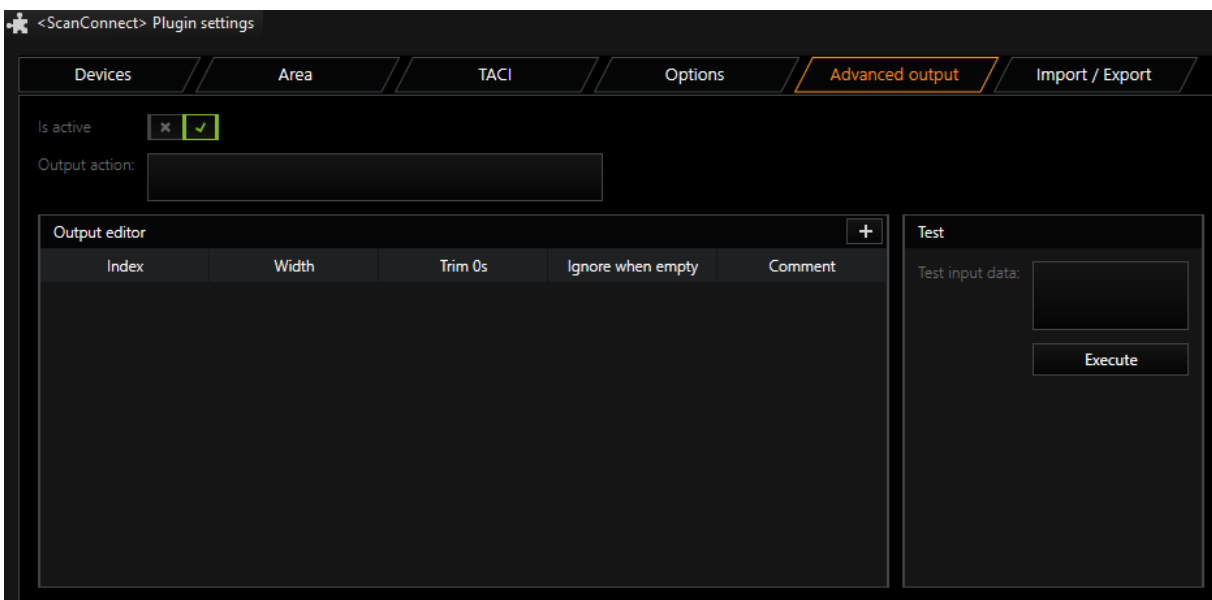 <ScanConnect> Plugin settings
Devices Area TACI Options Advanced output Import / Export
Is active
Output action:
Output editor
Index Width Trim 0s Ignore when empty Comment
Test
Test input data:
Execute